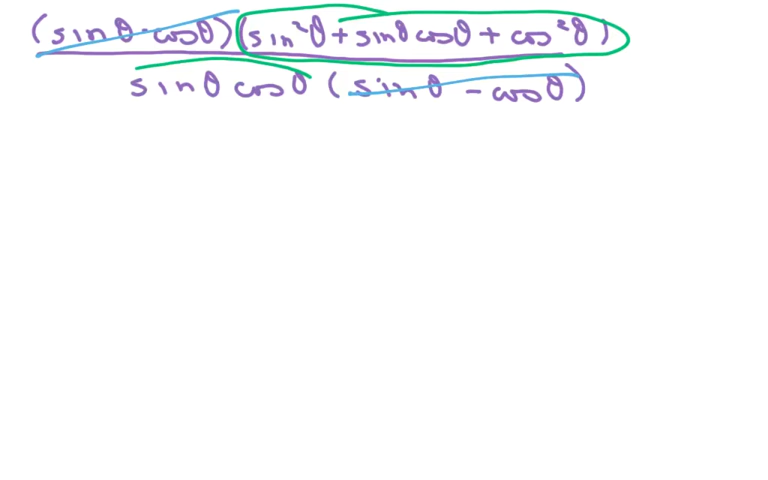 (sin θ - cos θ)(sin²θ + sin θ cos θ + cos²θ)
sin θ cos θ (sin θ - cos θ)